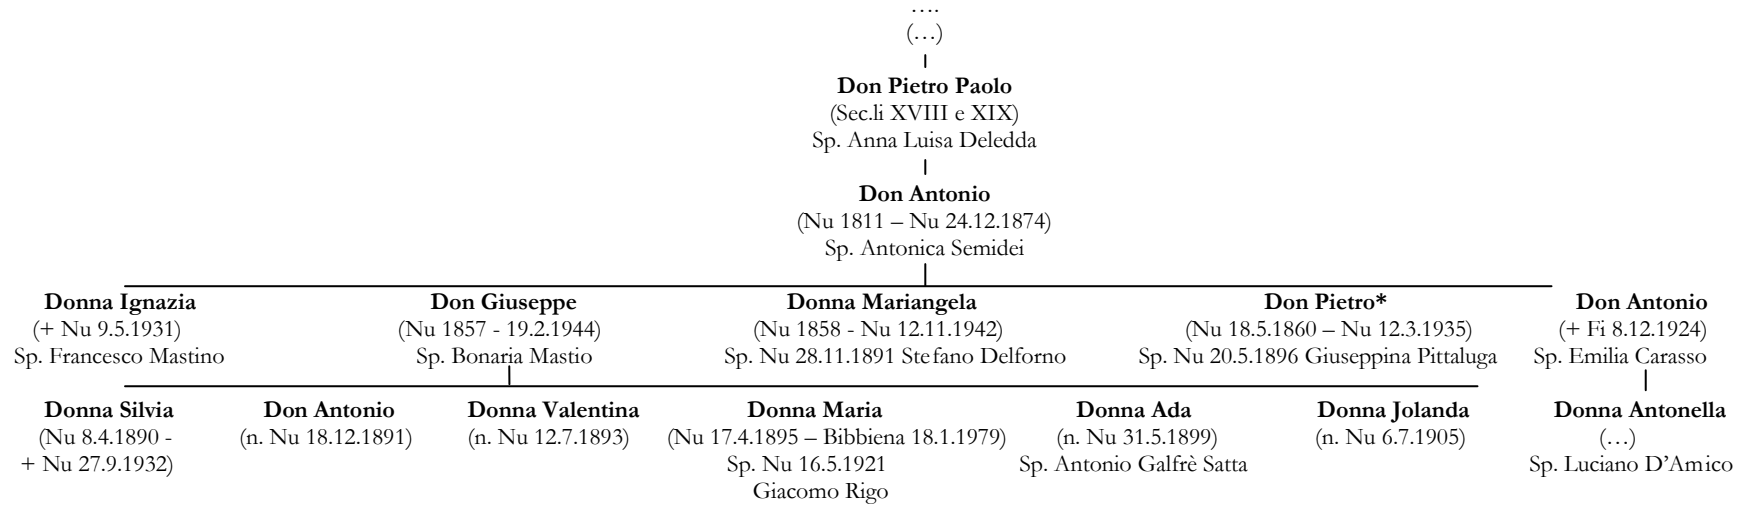 ….
(…)
Don Pietro Paolo
(Sec.li XVIII e XIX)
Sp. Anna Luisa Deledda
Don Antonio
(Nu 1811 – Nu 24.12.1874)
Sp. Antonica Semidei
Donna Ignazia
(+ Nu 9.5.1931)
Sp. Francesco Mastino
Don Giuseppe
(Nu 1857 - 19.2.1944)
Sp. Bonaria Mastio
Donna Mariangela
(Nu 1858 - Nu 12.11.1942)
Sp. Nu 28.11.1891 Stefano Delforno
Don Pietro*
(Nu 18.5.1860 – Nu 12.3.1935)
Sp. Nu 20.5.1896 Giuseppina Pittaluga
Don Antonio
(+ Fi 8.12.1924)
Sp. Emilia Carasso
Donna Silvia
(Nu 8.4.1890 -
+ Nu 27.9.1932)
Don Antonio
(n. Nu 18.12.1891)
Donna Valentina
(n. Nu 12.7.1893)
Donna Maria
(Nu 17.4.1895 – Bibbiena 18.1.1979)
Sp. Nu 16.5.1921
Giacomo Rigo
Donna Ada
(n. Nu 31.5.1899)
Sp. Antonio Galfrè Satta
Donna Jolanda
(n. Nu 6.7.1905)
Donna Antonella
(…)
Sp. Luciano D'Amico